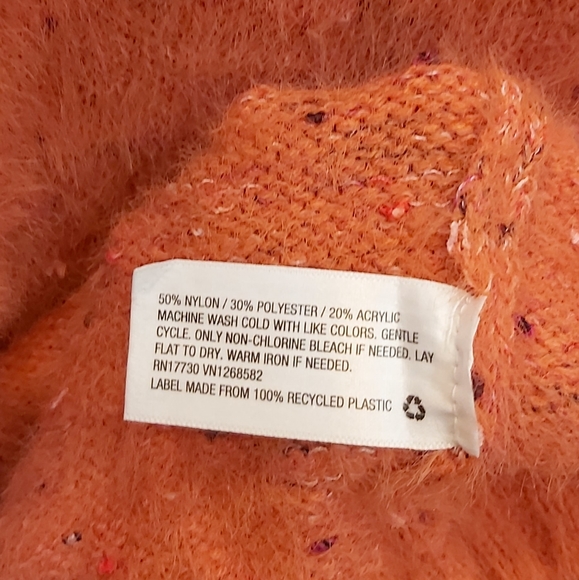 50% NYLON / 30% POLYESTER / 20% ACRYLIC
MACHINE WASH COLD WITH LIKE COLORS. GENTLE
CYCLE. ONLY NON-CHLORINE BLEACH IF NEEDED. LAY
FLAT TO DRY. WARM IRON IF NEEDED.
RN17730 VN1268582
LABEL MADE FROM 100% RECYCLED PLASTIC